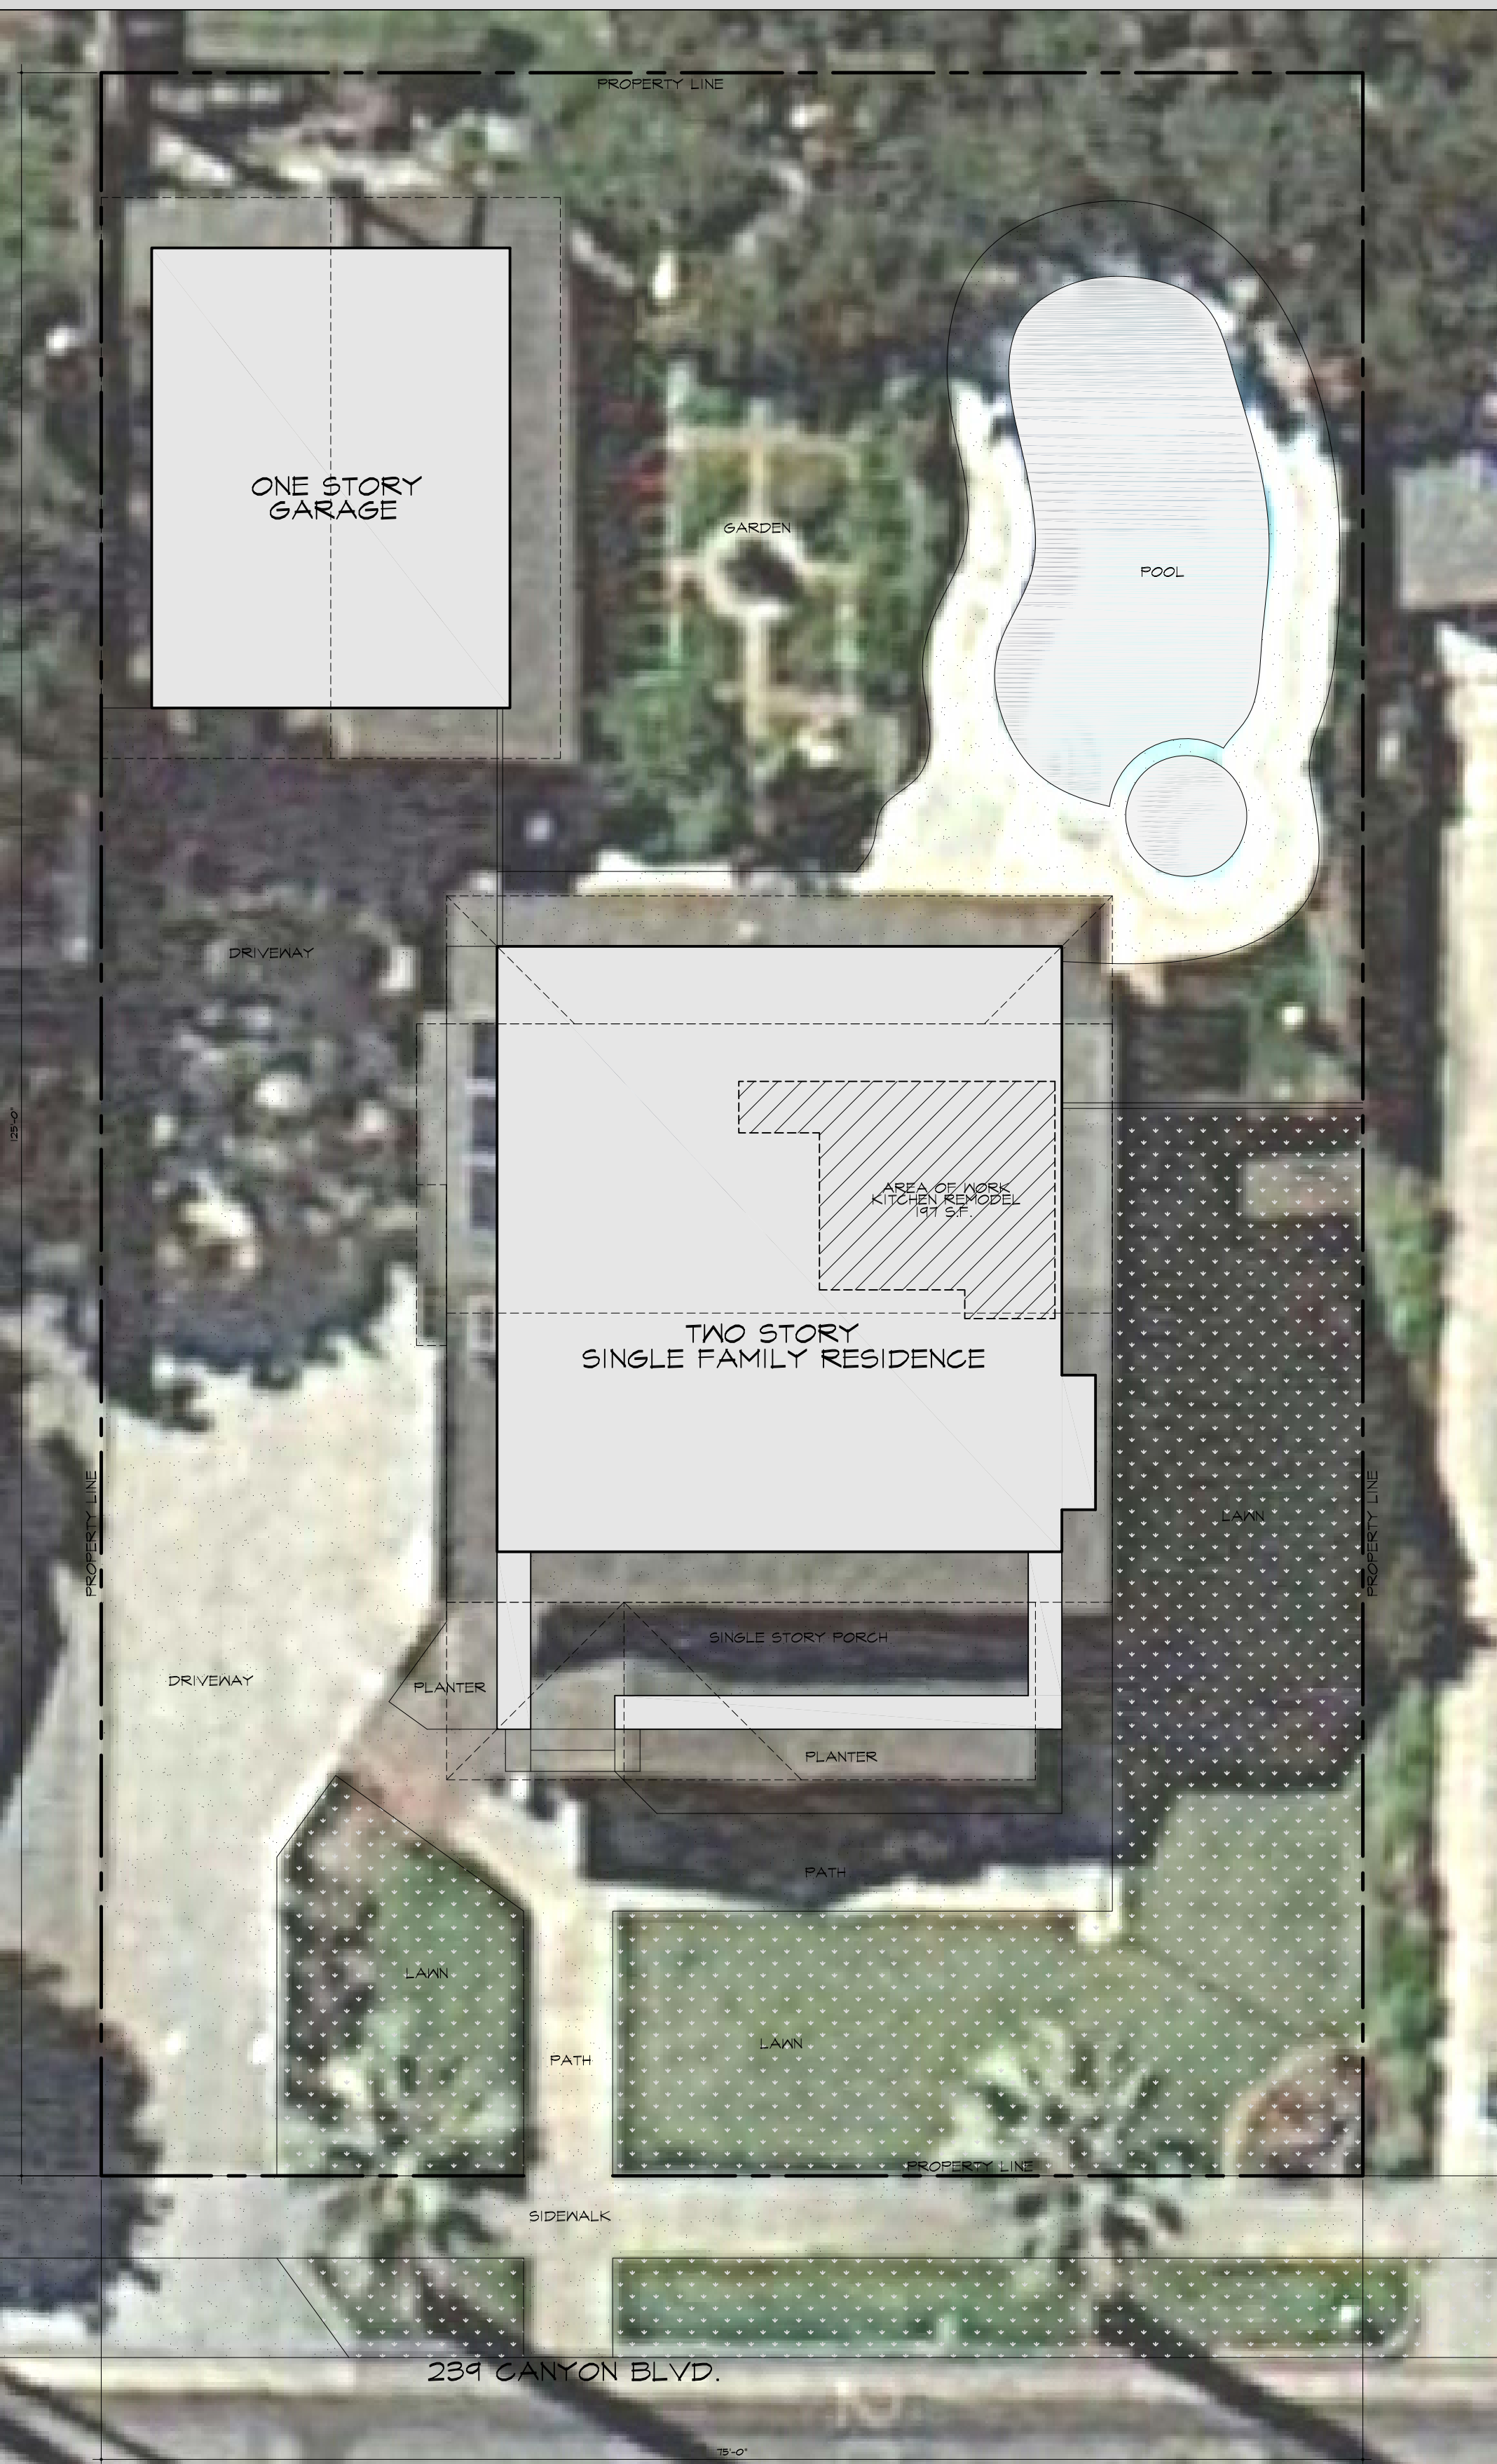 PROPERTY LINE
ONE STORY
GARAGE
GARDEN
POOL
DRIVEWAY
125'-0"
AREA OF WORK
KITCHEN REMODEL
197 S.F.
TWO STORY
SINGLE FAMILY RESIDENCE
PROPERTY LINE
LAWN
PROPERTY LINE
SINGLE STORY PORCH
DRIVEWAY
PLANTER
PLANTER
PATH
LAWN
LAWN
PATH
PROPERTY LINE
SIDEWALK
239 CANYON BLVD.
75'-0"